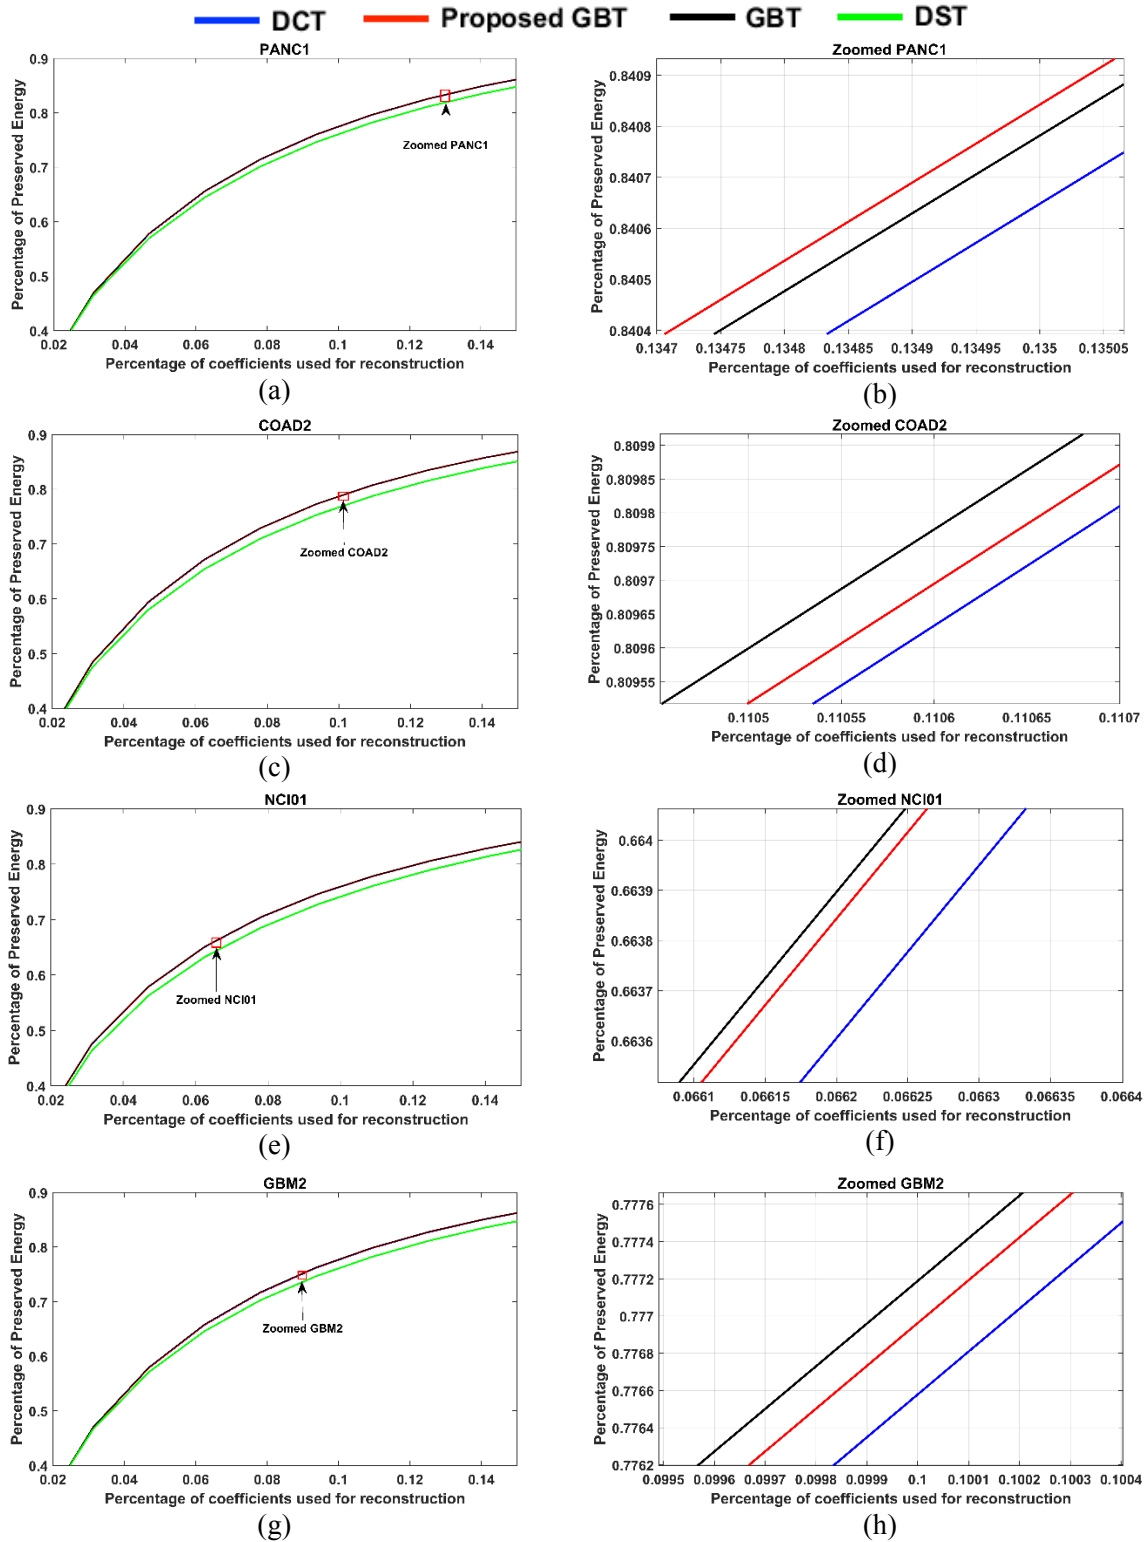 DCT Proposed GBT GBT DST
PANC1
Percentage of Preserved Energy
0.9
0.8
0.7
0.6
0.5
0.4
Zoomed PANC1
0.02 0.04 0.06 0.08 0.1 0.12 0.14
Percentage of coefficients used for reconstruction
(a)
Zoomed PANC1
Percentage of Preserved Energy
0.8409
0.8408
0.8407
0.8406
0.8405
0.8404
0.1347 0.13475 0.1348 0.13485 0.1349 0.13495 0.135 0.13505
Percentage of coefficients used for reconstruction
(b)
COAD2
Percentage of Preserved Energy
0.9
0.8
0.7
0.6
0.5
0.4
Zoomed COAD2
0.02 0.04 0.06 0.08 0.1 0.12 0.14
Percentage of coefficients used for reconstruction
(c)
Zoomed COAD2
Percentage of Preserved Energy
0.8099
0.80985
0.8098
0.80975
0.8097
0.80965
0.8096
0.80955
0.1105 0.11055 0.1106 0.11065 0.1107
Percentage of coefficients used for reconstruction
(d)
NCI01
Percentage of Preserved Energy
0.9
0.8
0.7
0.6
0.5
0.4
Zoomed NCI01
0.02 0.04 0.06 0.08 0.1 0.12 0.14
Percentage of coefficients used for reconstruction
(e)
Zoomed NCI01
Percentage of Preserved Energy
0.664
0.6639
0.6638
0.6637
0.6636
0.0661 0.06615 0.0662 0.06625 0.0663 0.06635 0.0664
Percentage of coefficients used for reconstruction
(f)
GBM2
Percentage of Preserved Energy
0.9
0.8
0.7
0.6
0.5
0.4
Zoomed GBM2
0.02 0.04 0.06 0.08 0.1 0.12 0.14
Percentage of coefficients used for reconstruction
(g)
Zoomed GBM2
Percentage of Preserved Energy
0.7776
0.7774
0.7772
0.777
0.7768
0.7766
0.7764
0.7762
0.0995 0.0996 0.0997 0.0998 0.0999 0.1 0.1001 0.1002 0.1003 0.1004
Percentage of coefficients used for reconstruction
(h)